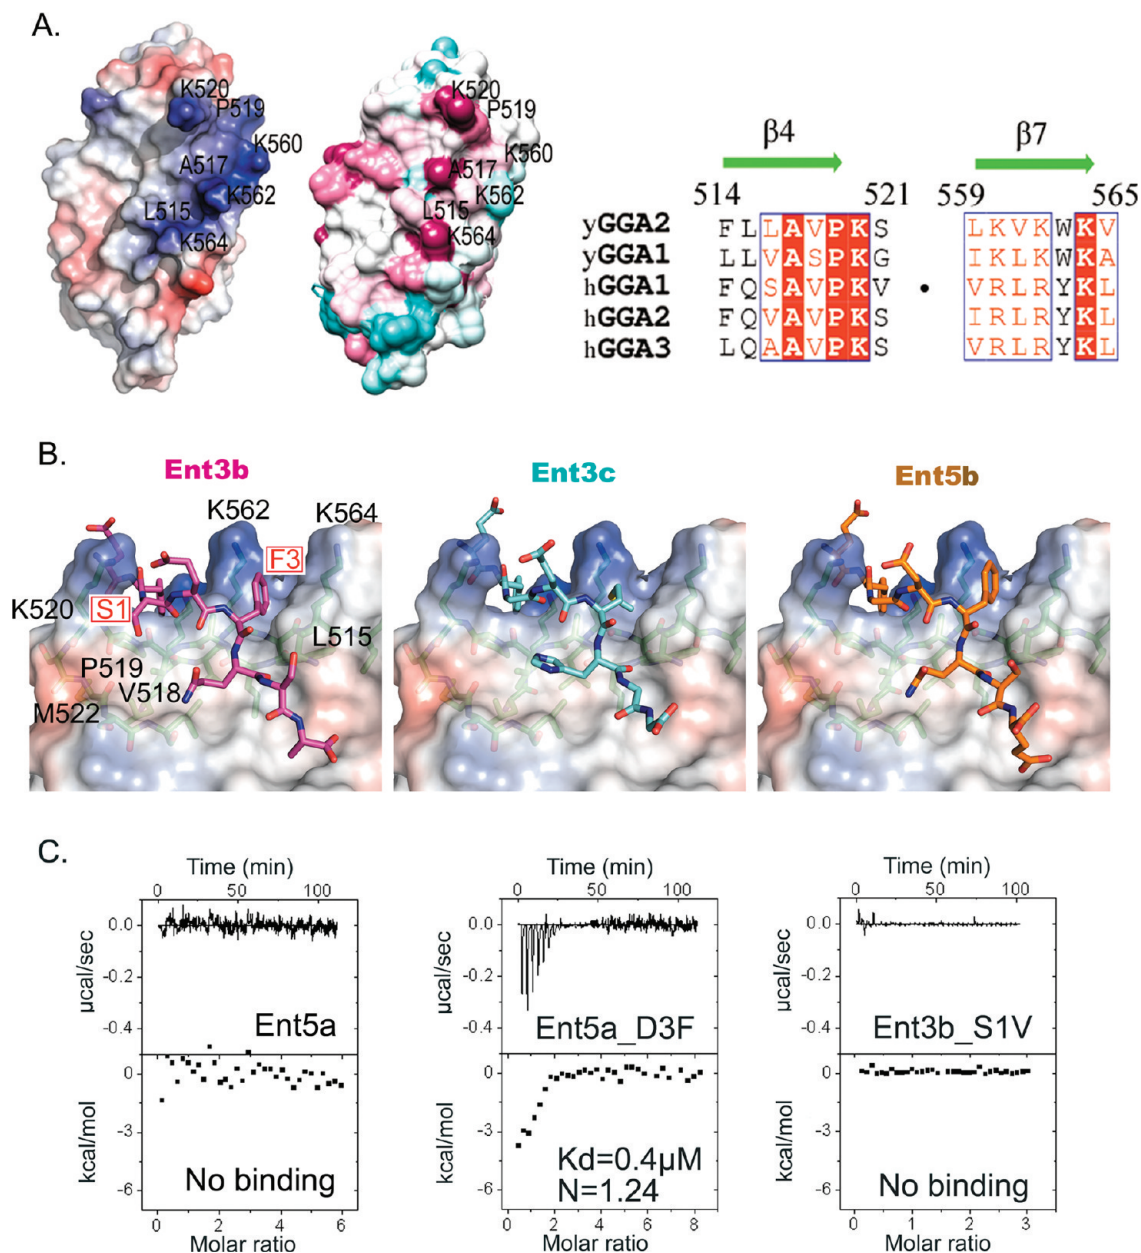 A.
K520
P519
K560
A517
K562
L515
K564
K520
P519
K560
A517
K562
L515
K564
β4 β7
514 521 559 565
yGGA2 F L L A V P K S L K V K W K V
yGGA1 L L V A S P K G I K L K W K A
hGGA1 F Q S A V P K V • V R L R Y K L
hGGA2 F Q V A V P K S I R L R Y K L
hGGA3 L Q A A V P K S V R L R Y K L
B.
Ent3b Ent3c Ent5b
K562 K564
F3
K520 S1
L515
P519
V518
M522
C.
Time (min) Time (min) Time (min)
0 50 100 0 50 100 0 50 100
µcal/sec 0.0 -0.2 -0.4 Ent5a
µcal/sec 0.0 -0.2 -0.4 Ent5a_D3F
µcal/sec 0.0 -0.2 -0.4 Ent3b_S1V
kcal/mol 0 -3 -6 No binding
kcal/mol 0 -3 -6 Kd=0.4µM
N=1.24
kcal/mol 0 -3 -6 No binding
0 2 4 6 0 2 4 6 8 0 1 2 3
Molar ratio Molar ratio Molar ratio